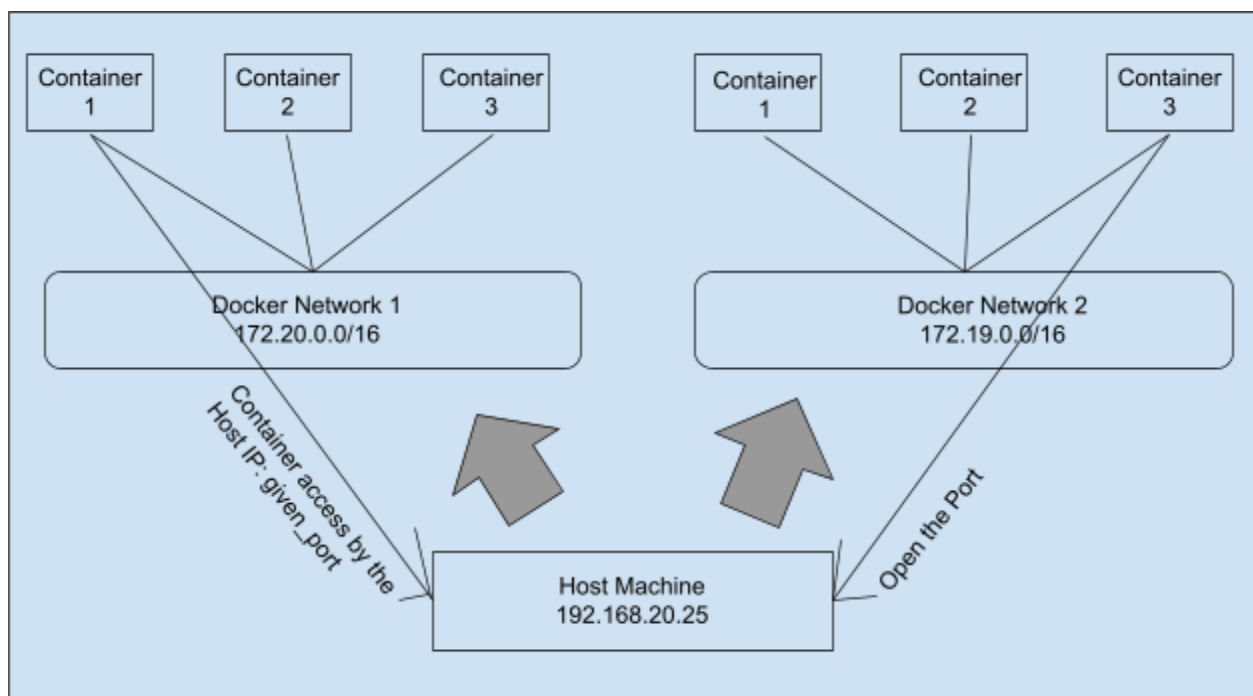 Container
1
Container
2
Container
3
Container
1
Container
2
Container
3
Docker Network 1
172.20.0.0/16
Docker Network 2
172.19.0.0/16
Container access by the
Host IP: given_port
Open the Port
Host Machine
192.168.20.25